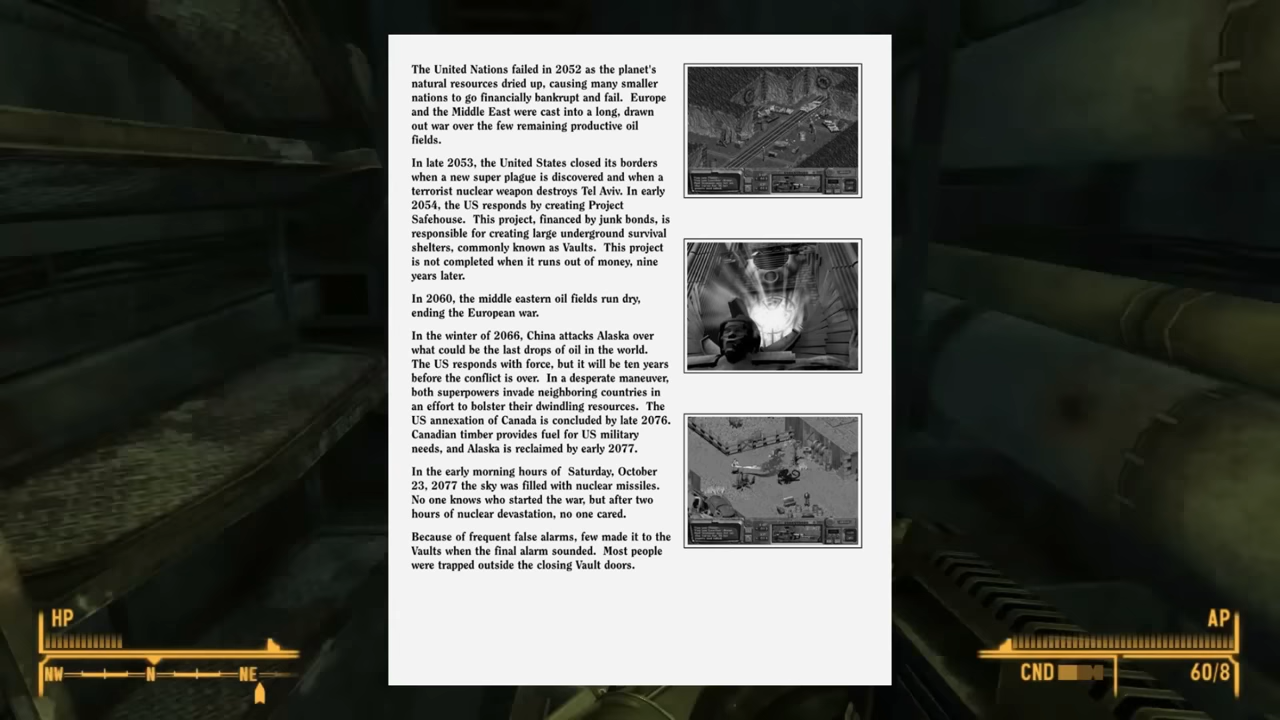 The United Nations failed in 2052 as the planet's
natural resources dried up, causing many smaller
nations to go financially bankrupt and fail. Europe
and the Middle East were cast into a long, drawn
out war over the few remaining productive oil
fields.
In late 2053, the United States closed its borders
when a new super plague is discovered and when a
terrorist nuclear weapon destroys Tel Aviv. In early
2054, the US responds by creating Project
Safehouse. This project, financed by junk bonds, is
responsible for creating large underground survival
shelters, commonly known as Vaults. This project
is not completed when it runs out of money, nine
years later.
In 2060, the middle eastern oil fields run dry,
ending the European war.
In the winter of 2066, China attacks Alaska over
what could be the last drops of oil in the world.
The US responds with force, but it will be ten years
before the conflict is over. In a desperate maneuver,
both superpowers invade neighboring countries in
an effort to bolster their dwindling resources. The
US annexation of Canada is concluded by late 2076.
Canadian timber provides fuel for US military
needs, and Alaska is reclaimed by early 2077.
In the early morning hours of Saturday, October
23, 2077 the sky was filled with nuclear missiles.
No one knows who started the war, but after two
hours of nuclear devastation, no one cared.
Because of frequent false alarms, few made it to the
Vaults when the final alarm sounded. Most people
were trapped outside the closing Vault doors.
HP
NW N NE
AP
CND 60/8